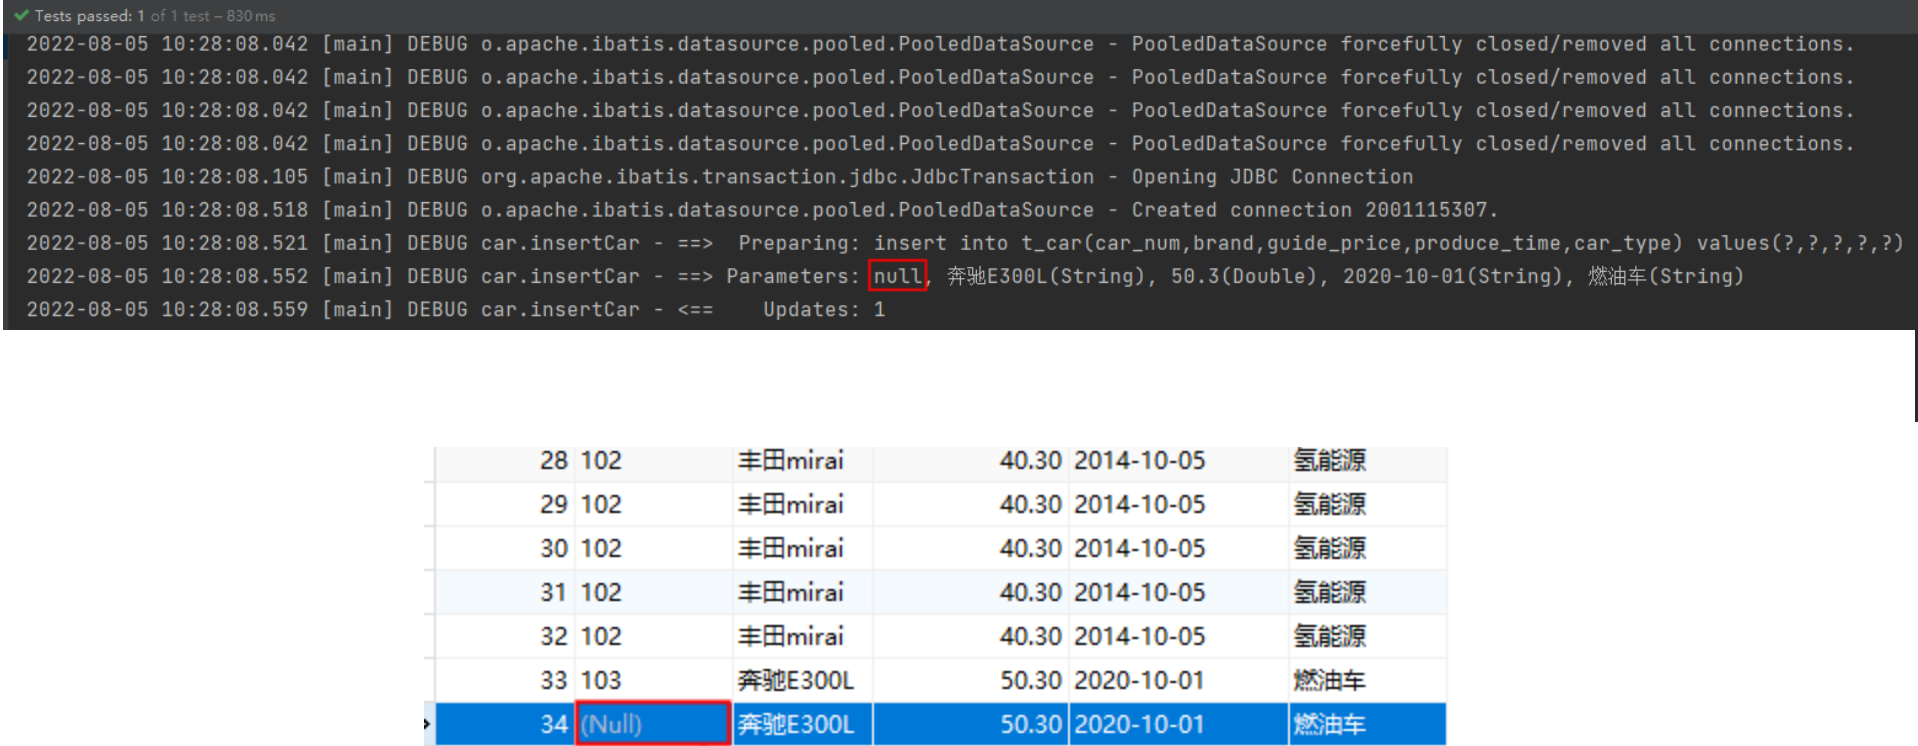 Tests passed: 1 of 1 test – 830 ms
2022-08-05 10:28:08.042 [main] DEBUG o.apache.ibatis.datasource.pooled.PooledDataSource - PooledDataSource forcefully closed/removed all connections.
2022-08-05 10:28:08.042 [main] DEBUG o.apache.ibatis.datasource.pooled.PooledDataSource - PooledDataSource forcefully closed/removed all connections.
2022-08-05 10:28:08.042 [main] DEBUG o.apache.ibatis.datasource.pooled.PooledDataSource - PooledDataSource forcefully closed/removed all connections.
2022-08-05 10:28:08.042 [main] DEBUG o.apache.ibatis.datasource.pooled.PooledDataSource - PooledDataSource forcefully closed/removed all connections.
2022-08-05 10:28:08.105 [main] DEBUG org.apache.ibatis.transaction.jdbc.JdbcTransaction - Opening JDBC Connection
2022-08-05 10:28:08.518 [main] DEBUG o.apache.ibatis.datasource.pooled.PooledDataSource - Created connection 2001115307.
2022-08-05 10:28:08.521 [main] DEBUG car.insertCar - ==>  Preparing: insert into t_car(car_num,brand,guide_price,produce_time,car_type) values(?,?,?,?,?)
2022-08-05 10:28:08.552 [main] DEBUG car.insertCar - ==> Parameters: null, 奔驰E300L(String), 50.3(Double), 2020-10-01(String), 燃油车(String)
2022-08-05 10:28:08.559 [main] DEBUG car.insertCar - <==    Updates: 1
28 102 丰田mirai 40.30 2014-10-05 氢能源
29 102 丰田mirai 40.30 2014-10-05 氢能源
30 102 丰田mirai 40.30 2014-10-05 氢能源
31 102 丰田mirai 40.30 2014-10-05 氢能源
32 102 丰田mirai 40.30 2014-10-05 氢能源
33 103 奔驰E300L 50.30 2020-10-01 燃油车
34 (Null) 奔驰E300L 50.30 2020-10-01 燃油车